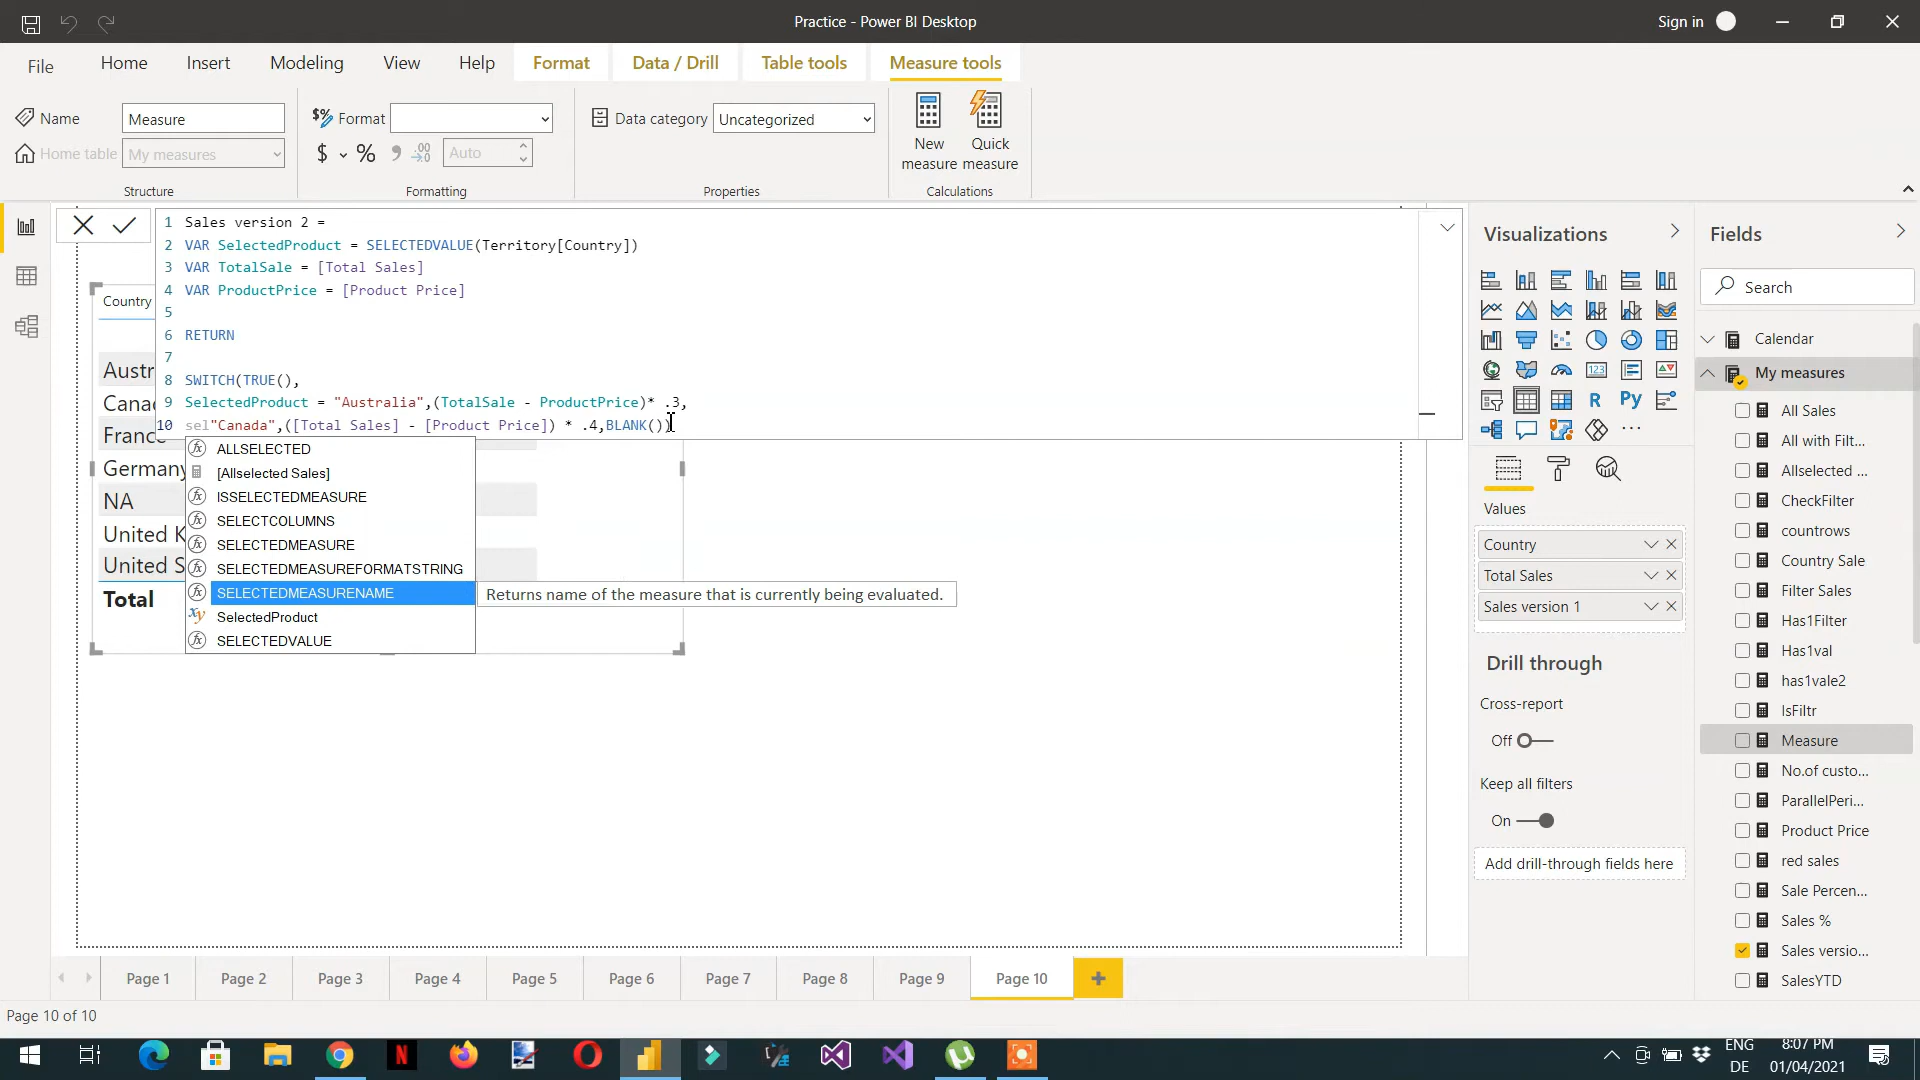 Practice - Power BI Desktop
Sign in
File
Home
Insert
Modeling
View
Help
Format
Data / Drill
Table tools
Measure tools
Name
Measure
Format
Data category
Uncategorized
Home table
My measures
$
%
Auto
New measure
Quick measure
Structure
Formatting
Properties
Calculations
1 Sales version 2 =
2 VAR SelectedProduct = SELECTEDVALUE(Territory[Country])
3 VAR TotalSale = [Total Sales]
4 VAR ProductPrice = [Product Price]
5
6 RETURN
7
8 SWITCH(TRUE(),
9 SelectedProduct = "Australia",(TotalSale - ProductPrice)* .3,
10 sel"Canada",([Total Sales] - [Product Price]) * .4,BLANK())
ALLSELECTED
[Allselected Sales]
ISSELECTEDMEASURE
SELECTCOLUMNS
SELECTEDMEASURE
SELECTEDMEASUREFORMATSTRING
SELECTEDMEASURENAME
SelectedProduct
SELECTEDVALUE
Returns name of the measure that is currently being evaluated.
Country
Austr
Canad
France
Germany
NA
United K
United S
Total
Visualizations
123
R
Py
...
Values
Country
Total Sales
Sales version 1
Drill through
Cross-report
Off
Keep all filters
On
Add drill-through fields here
Fields
Search
Calendar
My measures
All Sales
All with Filt...
Allselected ...
CheckFilter
countrows
Country Sale
Filter Sales
Has1Filter
Has1val
has1vale2
IsFiltr
Measure
No.of custo...
ParallelPeri...
Product Price
red sales
Sale Percen...
Sales %
Sales versio...
SalesYTD
Page 1
Page 2
Page 3
Page 4
Page 5
Page 6
Page 7
Page 8
Page 9
Page 10
+
Page 10 of 10
ENG
DE
8:07 PM
01/04/2021